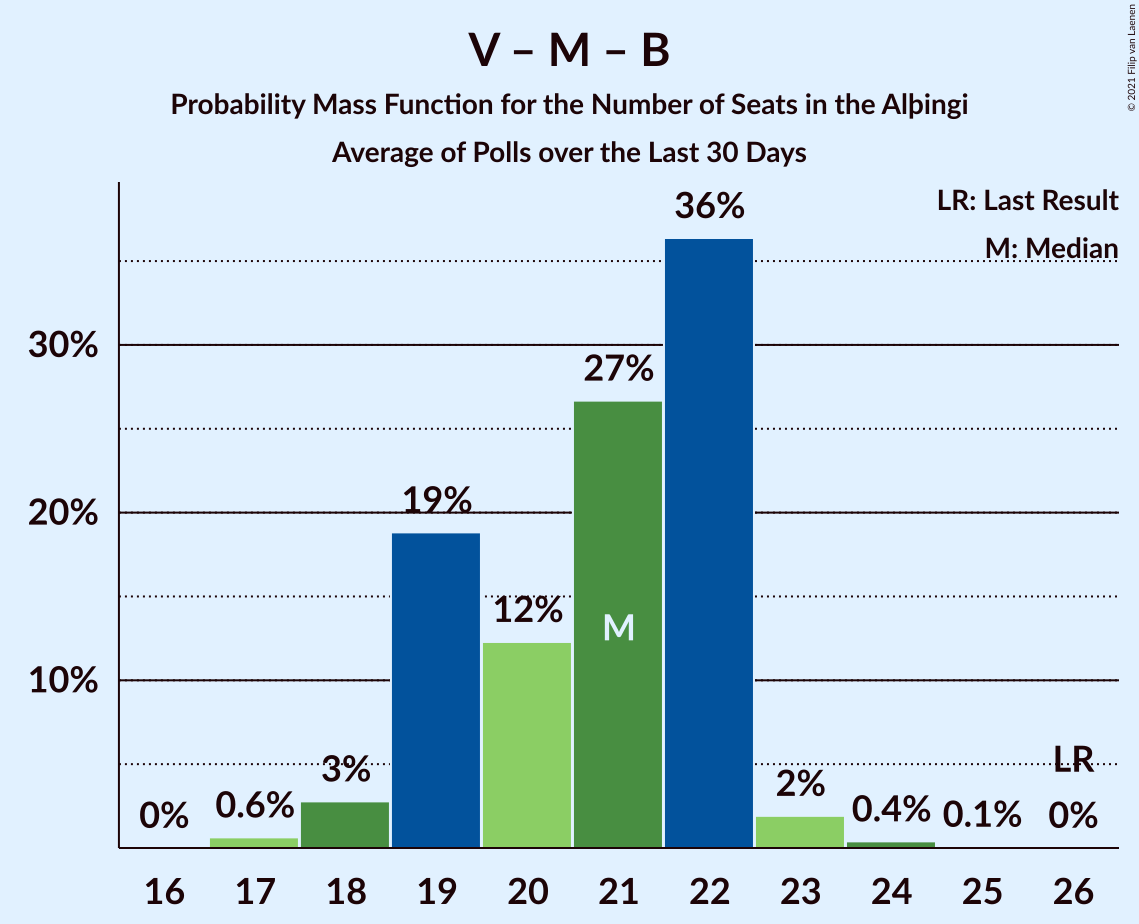 V – M – B
Probability Mass Function for the Number of Seats in the Alþingi
Average of Polls over the Last 30 Days
© 2021 Filip van Laenen
LR: Last Result
M: Median
36%
30%
27%
20%
19%
12%
M
10%
3%
2%
LR
0%
0.6%
0.4%
0.1%
0%
16 17 18 19 20 21 22 23 24 25 26